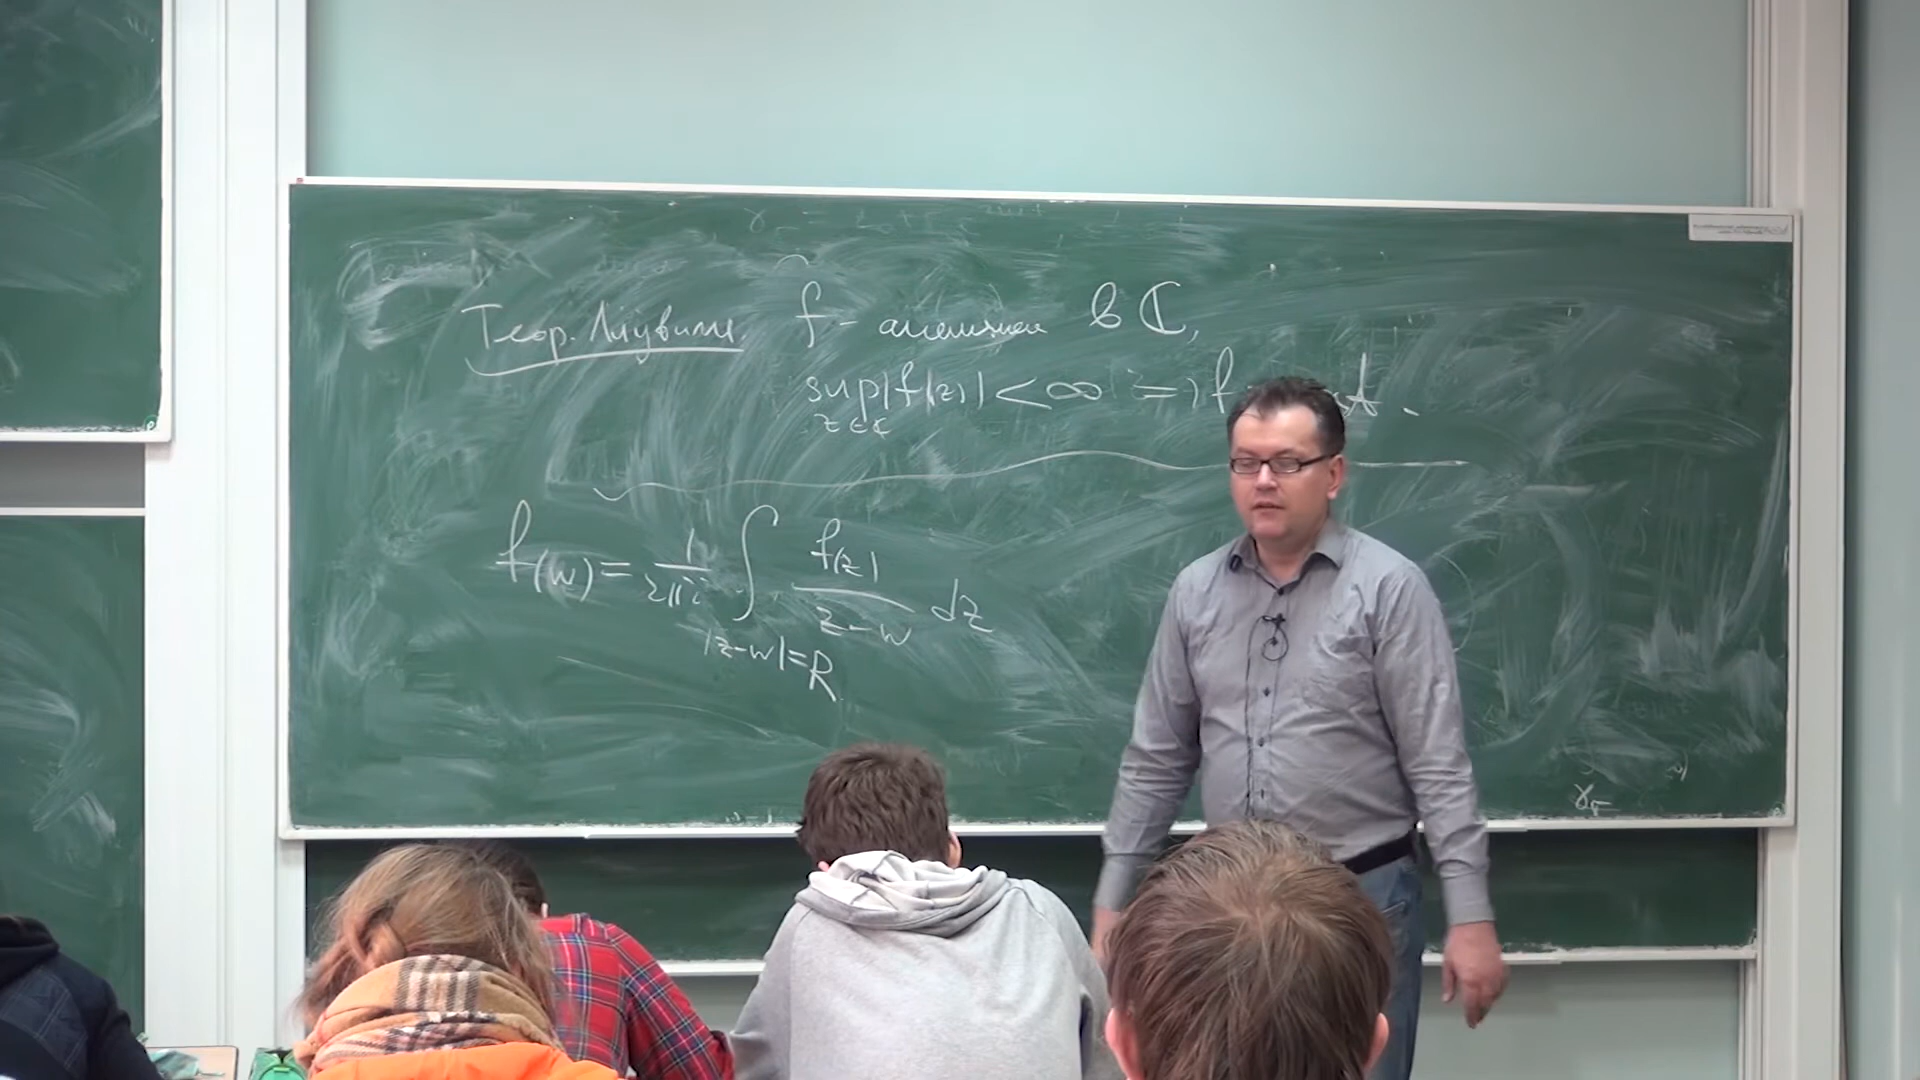 Теор. Лиувилля. f - аналитична в ℂ,
sup |f(z)| < ∞ => f
z∈ℂ
f(w) = 1/2πi ∫ f(z)/z-w dz
|z-w|=R